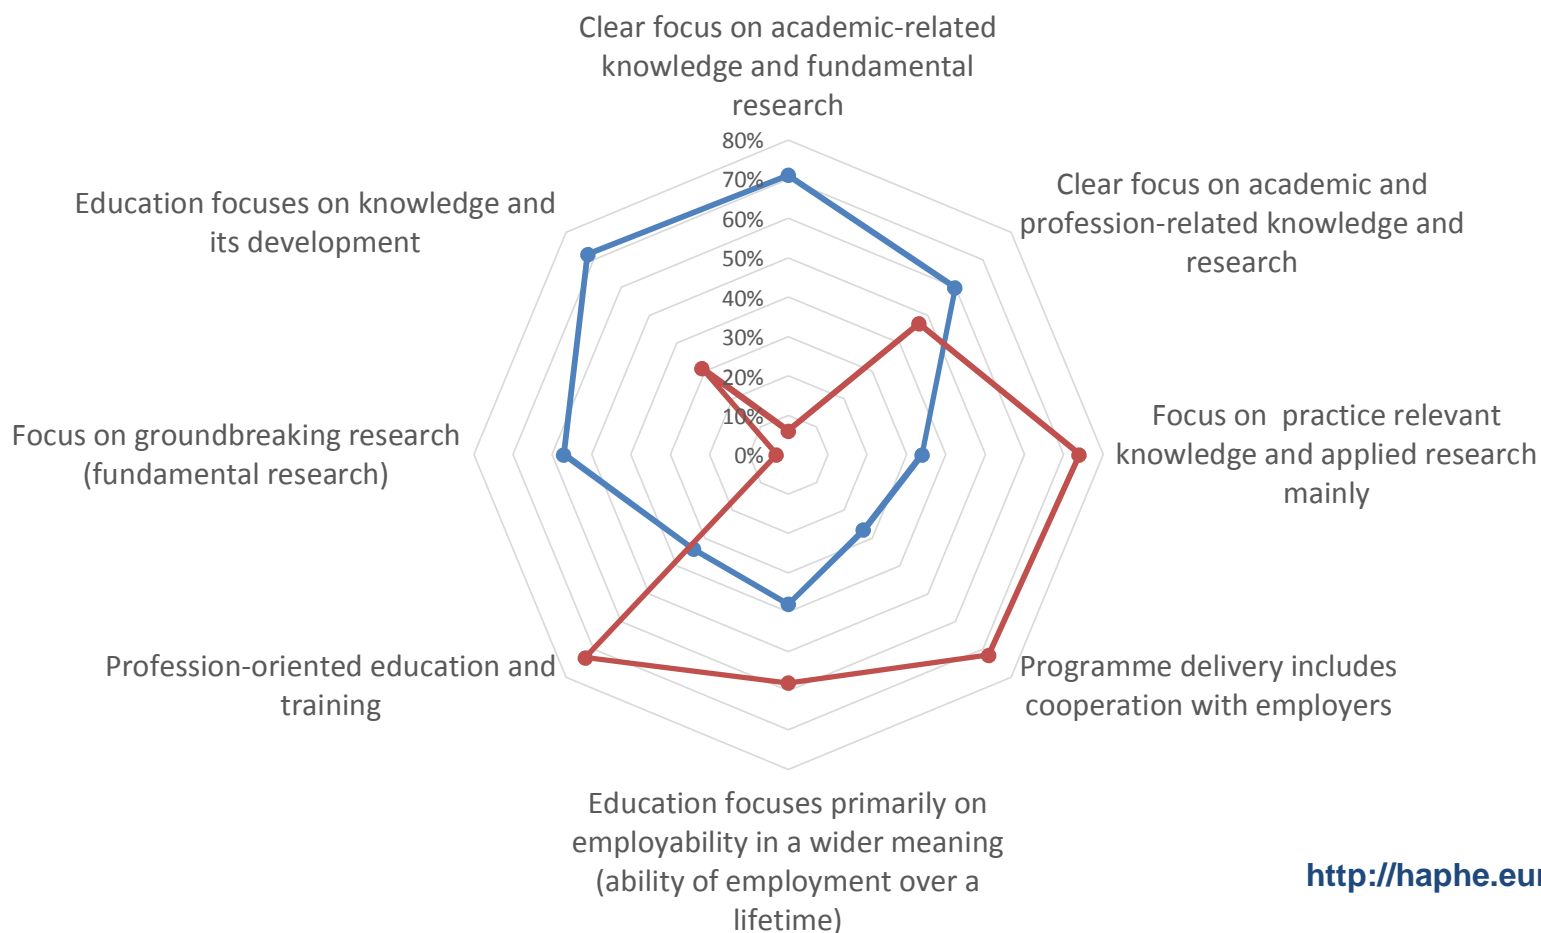 Clear focus on academic-related
knowledge and fundamental
research
80%
70%
60%
50%
40%
30%
20%
10%
0%
Clear focus on academic and
profession-related knowledge and
research
Focus on  practice relevant
knowledge and applied research
mainly
Programme delivery includes
cooperation with employers
Education focuses primarily on
employability in a wider meaning
(ability of employment over a
lifetime)
Profession-oriented education and
training
Focus on groundbreaking research
(fundamental research)
Education focuses on knowledge and
its development